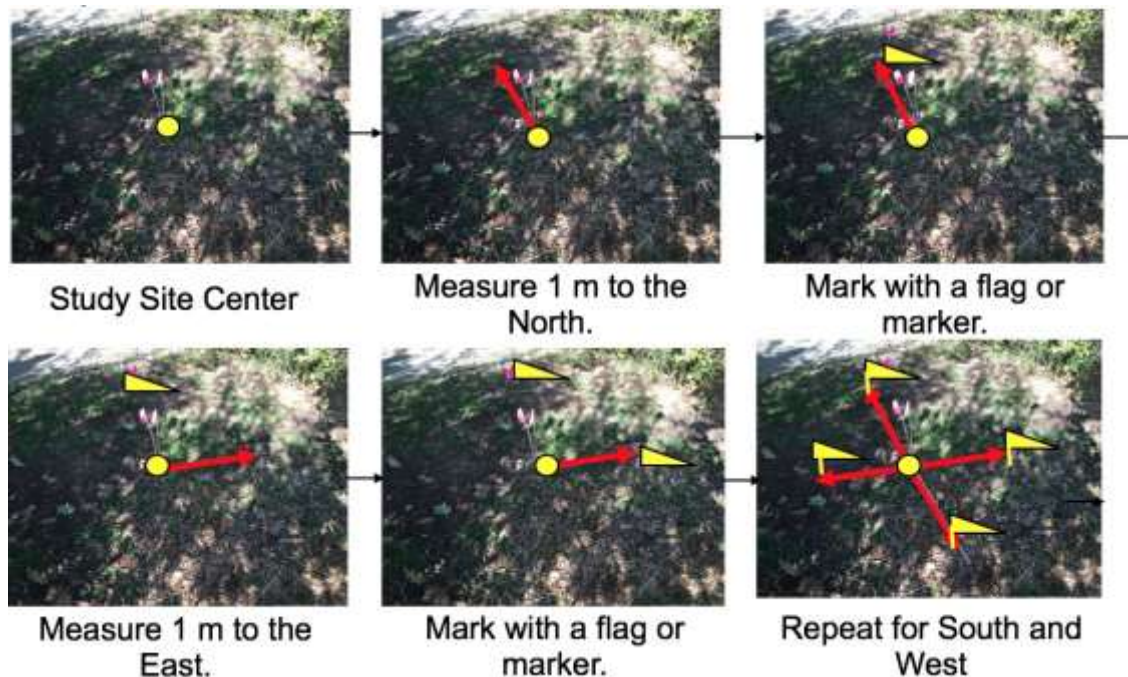 Study Site Center
Measure 1 m to the
North.
Mark with a flag or
marker.
Measure 1 m to the
East.
Mark with a flag or
marker.
Repeat for South and
West